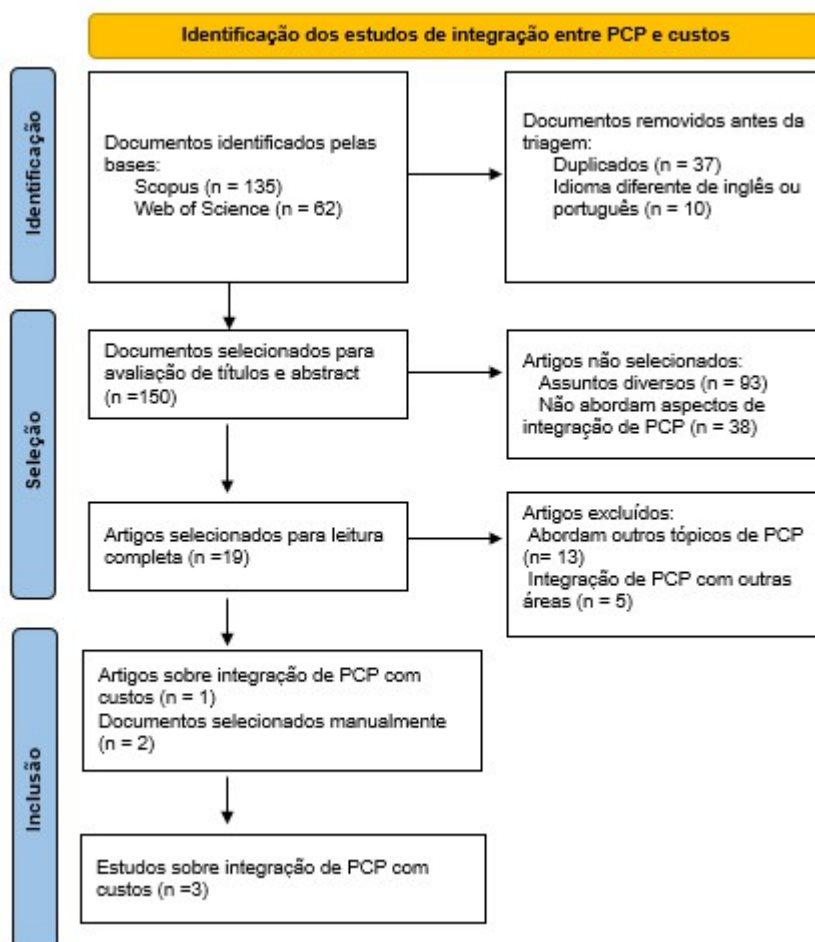 Identificação dos estudos de integração entre PCP e custos
Identificação
Documentos identificados pelas
bases:
Scopus (n = 135)
Web of Science (n = 62)
Documentos removidos antes da
triagem:
Duplicados (n = 37)
Idioma diferente de inglês ou
português (n = 10)
Seleção
Documentos selecionados para
avaliação de títulos e abstract
(n =150)
Artigos não selecionados:
Assuntos diversos (n = 93)
Não abordam aspectos de
integração de PCP (n = 38)
Artigos selecionados para leitura
completa (n =19)
Artigos excluídos:
Abordam outros tópicos de PCP
(n= 13)
Integração de PCP com outras
áreas (n = 5)
Inclusão
Artigos sobre integração de PCP com
custos (n = 1)
Documentos selecionados manualmente
(n = 2)
Estudos sobre integração de PCP com
custos (n =3)